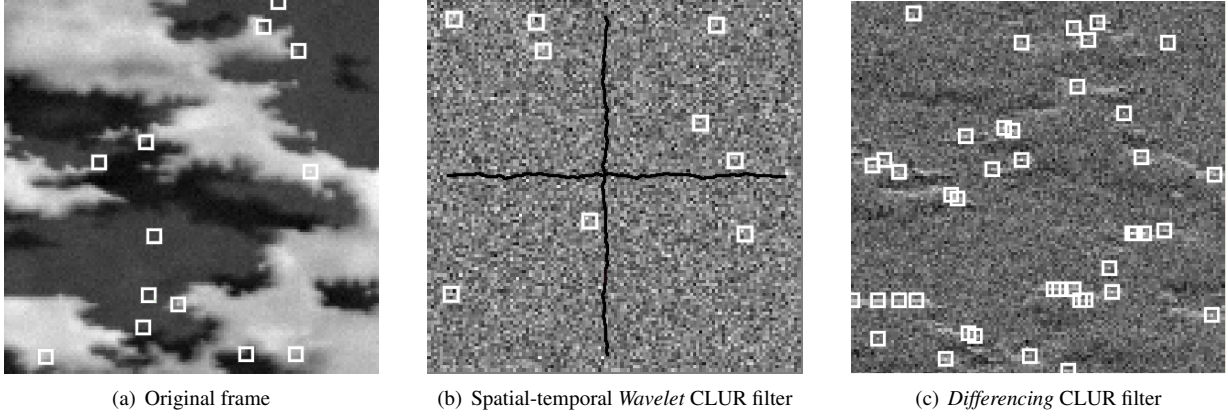 (a) Original frame
(b) Spatial-temporal Wavelet CLUR filter
(c) Differencing CLUR filter